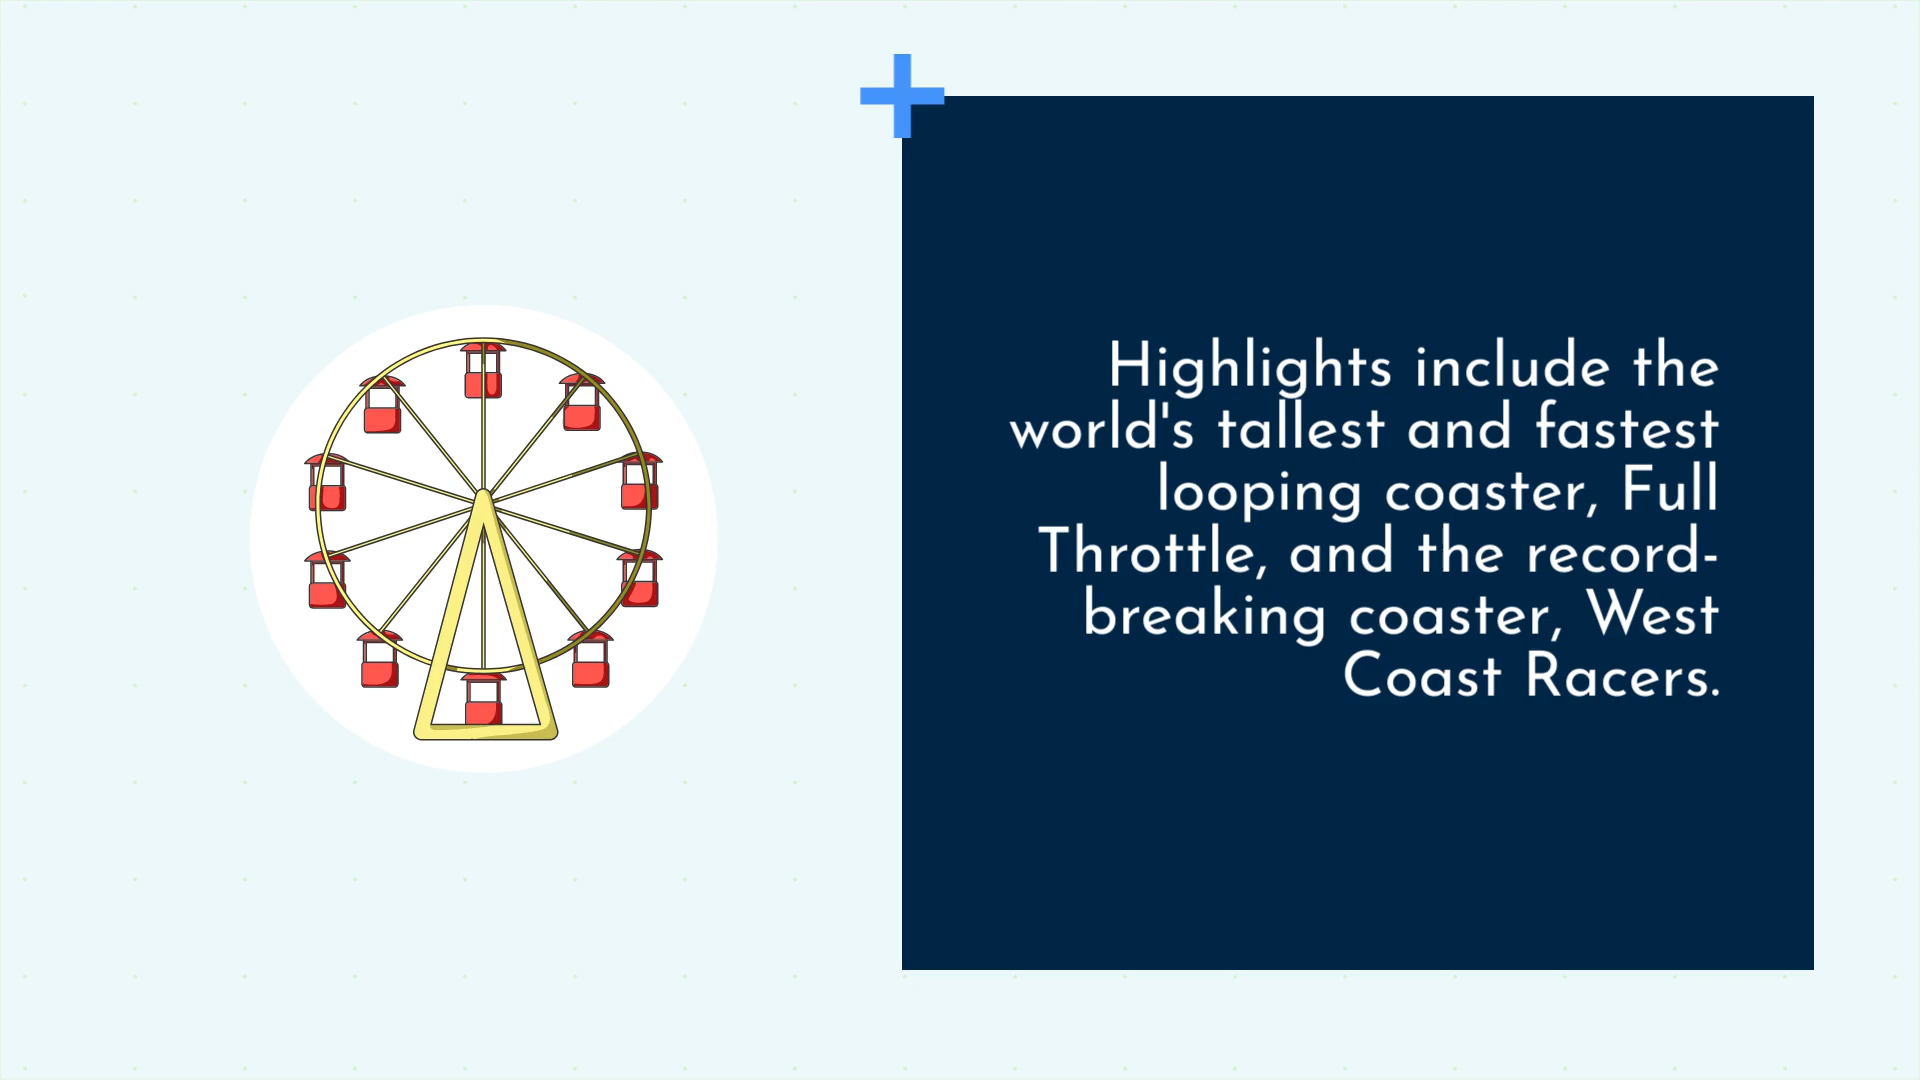 Highlights include the
world's tallest and fastest
looping coaster, Full
Throttle, and the record-
breaking coaster, West
Coast Racers.